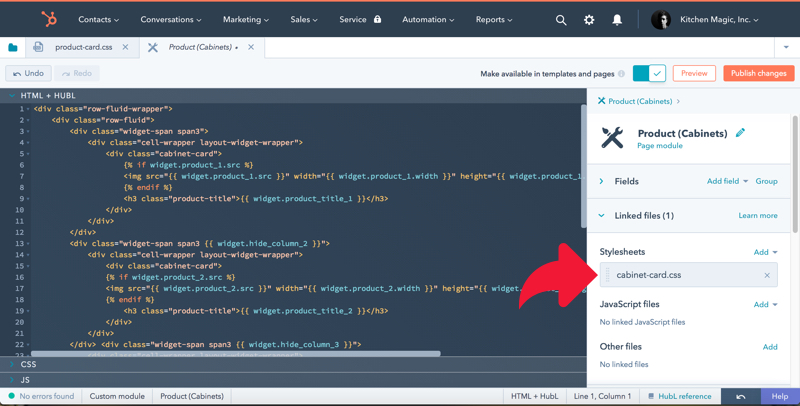 Contacts
Conversations
Marketing
Sales
Service
Automation
Reports
Kitchen Magic, Inc.
product-card.css
Product (Cabinets)
Undo
Redo
Make available in templates and pages
Preview
Publish changes
HTML + HUBL
1 <div class="row-fluid-wrapper">
2 <div class="row-fluid">
3 <div class="widget-span span3">
4 <div class="cell-wrapper layout-widget-wrapper">
5 <div class="cabinet-card">
6 {% if widget.product_1.src %}
7 <img src="{{ widget.product_1.src }}" width="{{ widget.product_1.width }}" height="{{ widget.product_1
8 {% endif %}
9 <h3 class="product-title">{{ widget.product_title_1 }}</h3>
10 </div>
11 </div>
12 </div>
13 <div class="widget-span span3 {{ widget.hide_column_2 }}">
14 <div class="cell-wrapper layout-widget-wrapper">
15 <div class="cabinet-card">
16 {% if widget.product_2.src %}
17 <img src="{{ widget.product_2.src }}" width="{{ widget.product_2.width }}" height="{{ widget.
18 {% endif %}
19 <h3 class="product-title">{{ widget.product_title_2 }}</h3>
20 </div>
21 </div>
22 </div> <div class="widget-span span3 {{ widget.hide_column_3 }}">
23 <div class="cell-wrapper layout-widget-wrapper">
CSS
JS
Product (Cabinets)
Product (Cabinets)
Page module
Fields
Add field
Group
Linked files (1)
Learn more
Stylesheets
Add
cabinet-card.css
JavaScript files
Add
No linked JavaScript files
Other files
Add
No linked files
No errors found
Custom module
Product (Cabinets)
HTML + HubL
Line 1, Column 1
HubL reference
Help